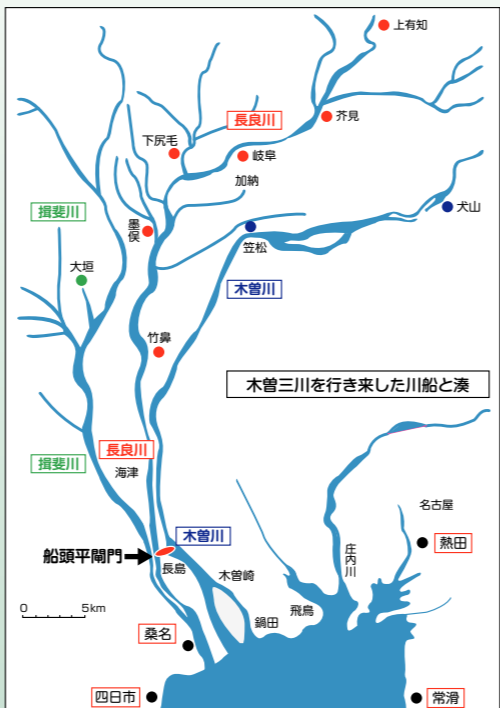 上有知
長良川
芥見
下尻毛
岐阜
加納
揖斐川
墨俣
犬山
笠松
大垣
木曽川
竹鼻
木曽三川を行き来した川船と湊
長良川
揖斐川
海津
名古屋
木曽川
熱田
船頭平閘門
長島
庄内川
木曽崎
0 5km
飛鳥
鍋田
桑名
四日市
常滑